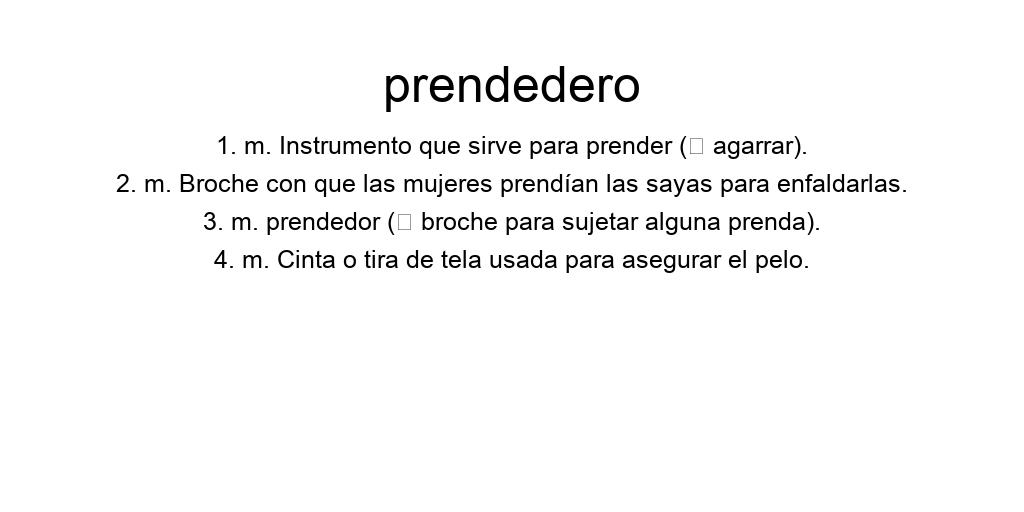 prendedero
1. m. Instrumento que sirve para prender (□ agarrar).
2. m. Broche con que las mujeres prendían las sayas para enfaldarlas.
3. m. prendedor (□ broche para sujetar alguna prenda).
4. m. Cinta o tira de tela usada para asegurar el pelo.